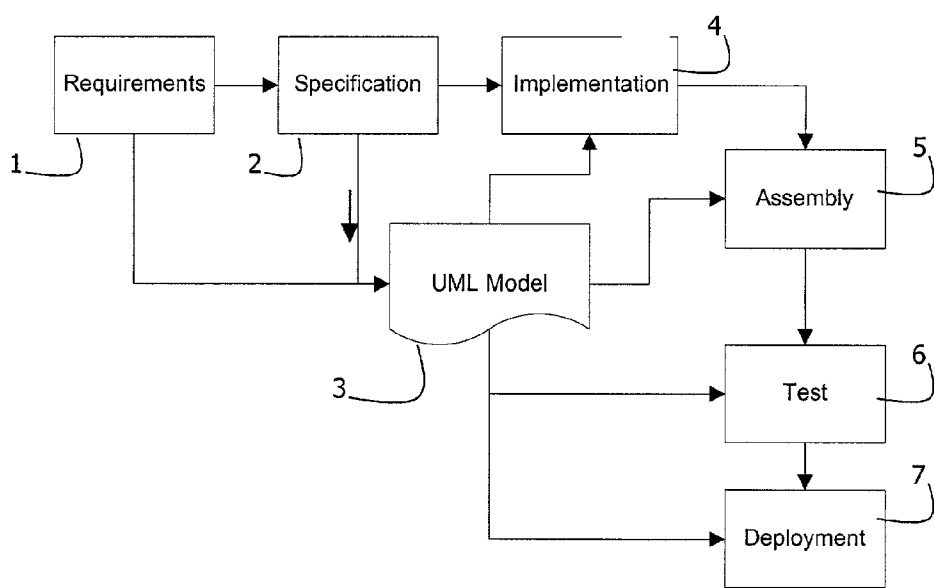 4
Requirements
Specification
Implementation
1
2
5
Assembly
UML Model
3
6
Test
7
Deployment